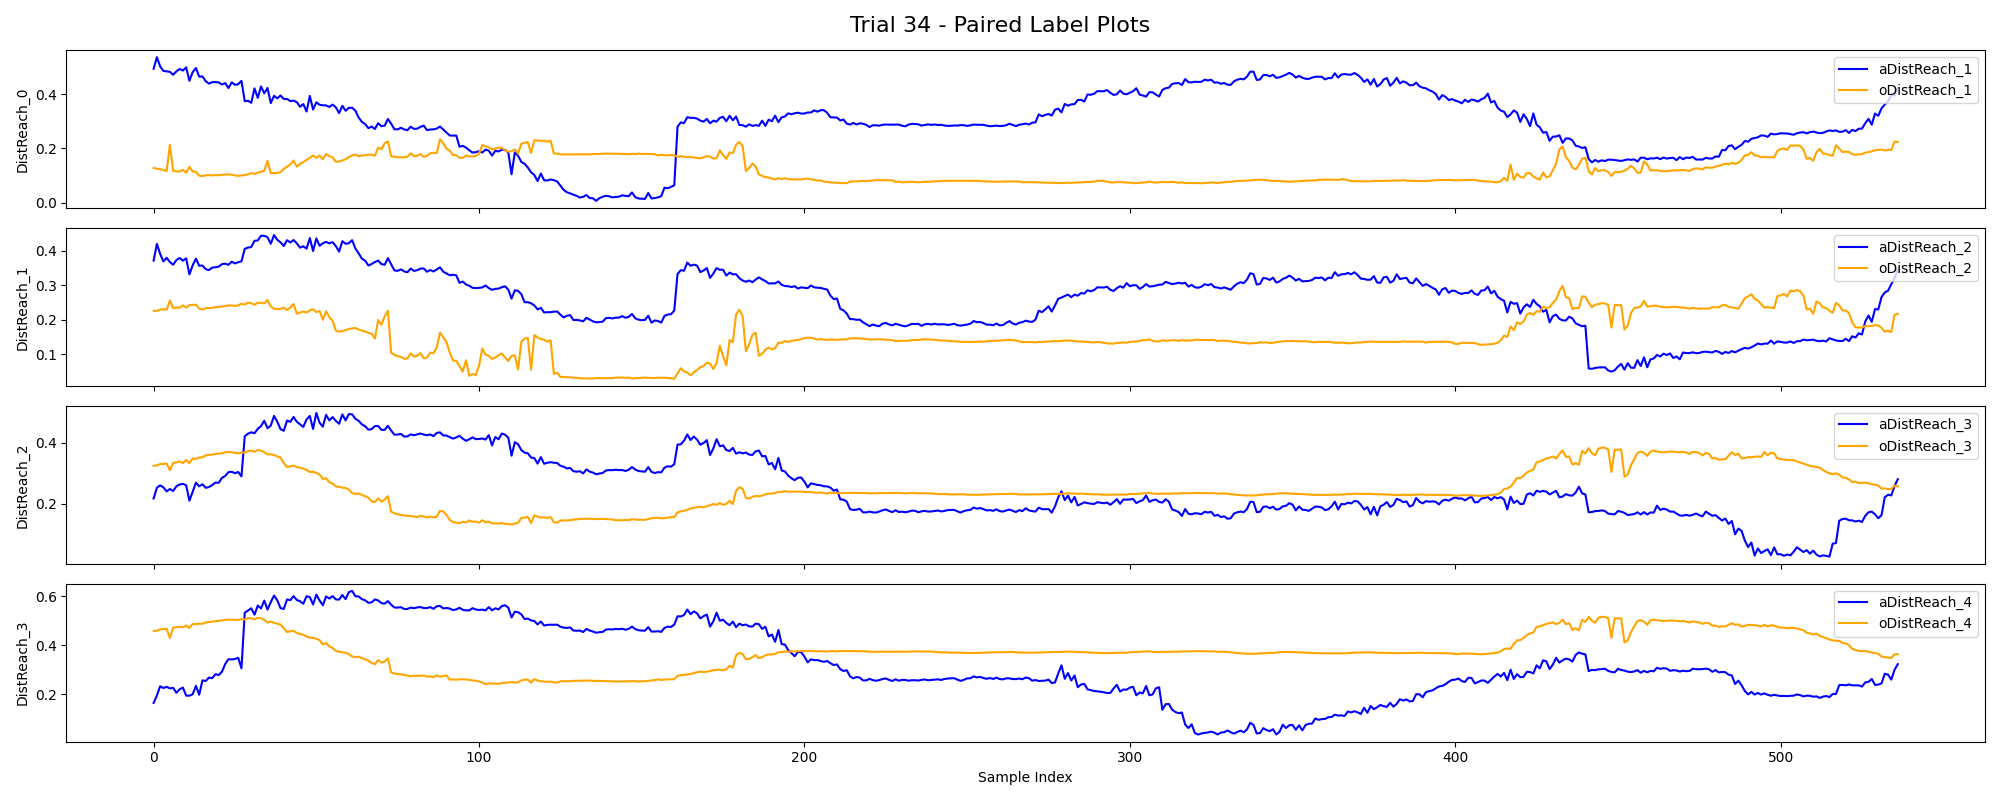 Trial 34 - Paired Label Plots
DistReach_0
0.4
0.2
0.0
aDistReach_1
oDistReach_1
DistReach_1
0.4
0.3
0.2
0.1
aDistReach_2
oDistReach_2
DistReach_2
0.4
0.2
aDistReach_3
oDistReach_3
DistReach_3
0.6
0.4
0.2
aDistReach_4
oDistReach_4
0 100 200 300 400 500
Sample Index